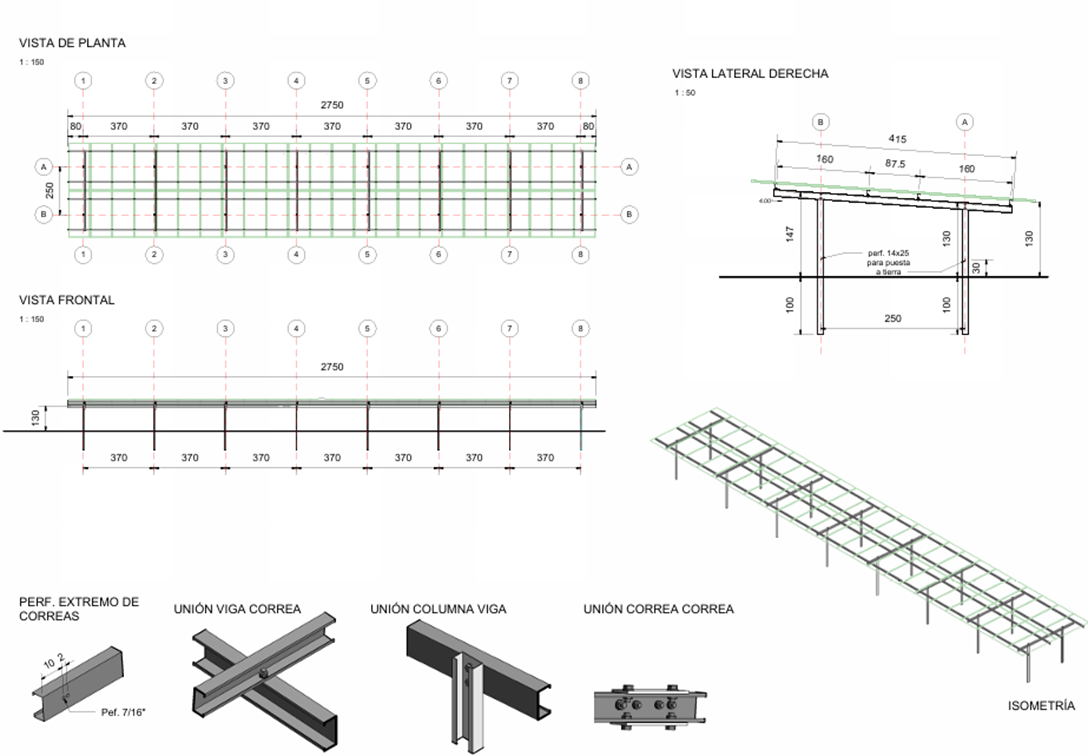 VISTA DE PLANTA
1 : 150
1 2 3 4 5 6 7 8
2750
80 370 370 370 370 370 370 370 80
A A
250
B B
1 2 3 4 5 6 7 8
VISTA FRONTAL
1 : 150
1 2 3 4 5 6 7 8
2750
130
370 370 370 370 370 370 370
VISTA LATERAL DERECHA
1 : 50
B A
415
160 87.5 160
4.00°
147 130 130
perf. 14x25
para puesta
a tierra
30
100 100
250
ISOMETRÍA
PERF. EXTREMO DE
CORREAS
10 2
Pef. 7/16"
UNIÓN VIGA CORREA
UNIÓN COLUMNA VIGA
UNIÓN CORREA CORREA